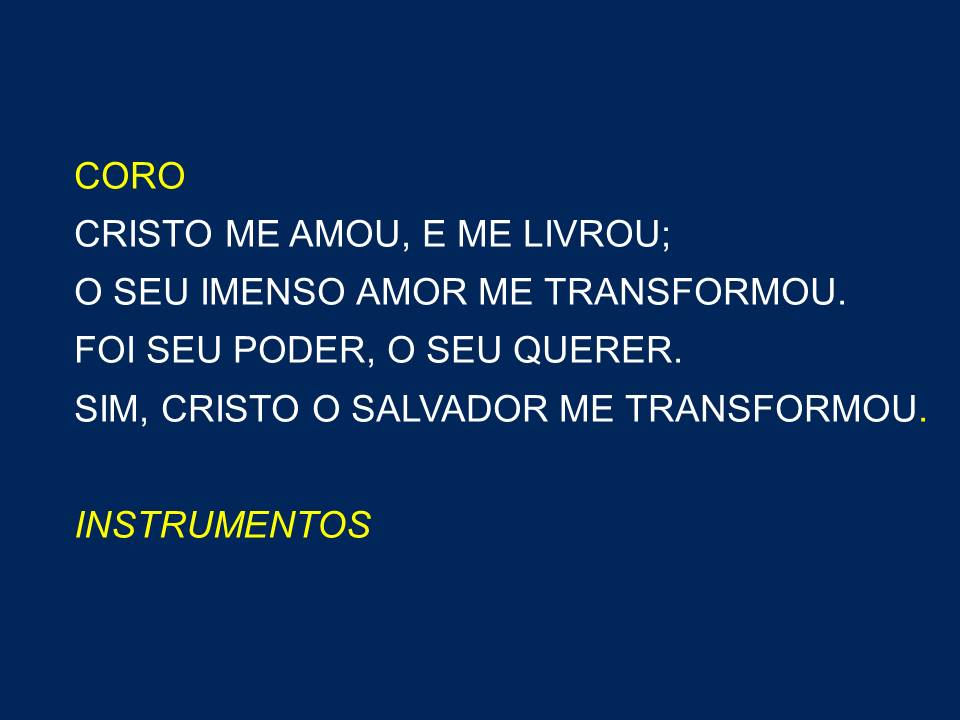 CORO
CRISTO ME AMOU, E ME LIVROU;
O SEU IMENSO AMOR ME TRANSFORMOU.
FOI SEU PODER, O SEU QUERER.
SIM, CRISTO O SALVADOR ME TRANSFORMOU.
INSTRUMENTOS